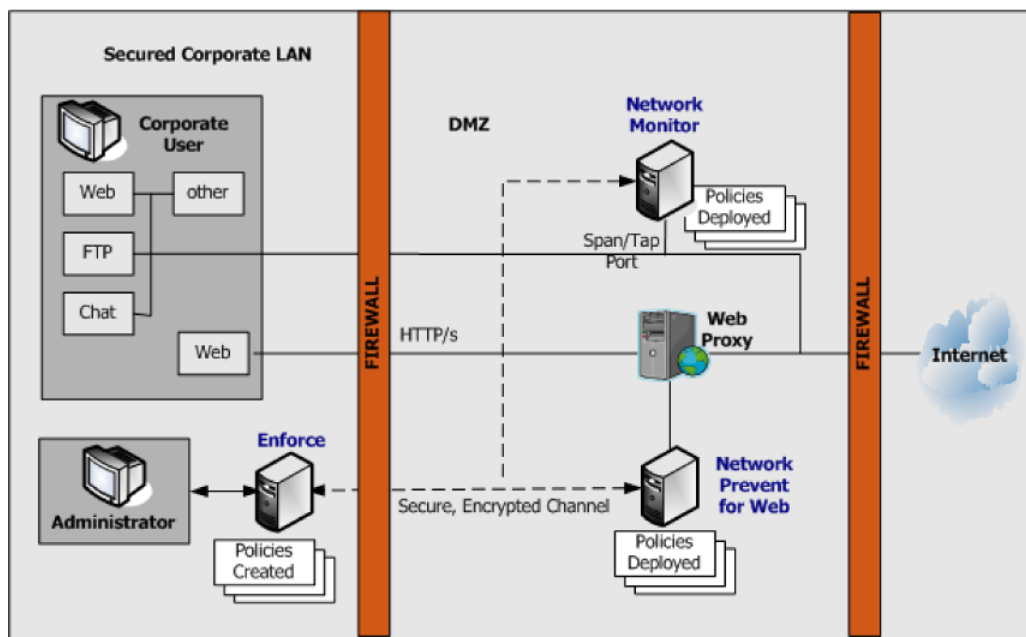 Secured Corporate LAN
Corporate
User
Web
other
FTP
Chat
Web
FIREWALL
DMZ
Network
Monitor
Policies
Deployed
Span/Tap
Port
HTTP/s
Web
Proxy
FIREWALL
Internet
Administrator
Enforce
Policies
Created
Secure, Encrypted Channel
Network
Prevent
for Web
Policies
Deployed